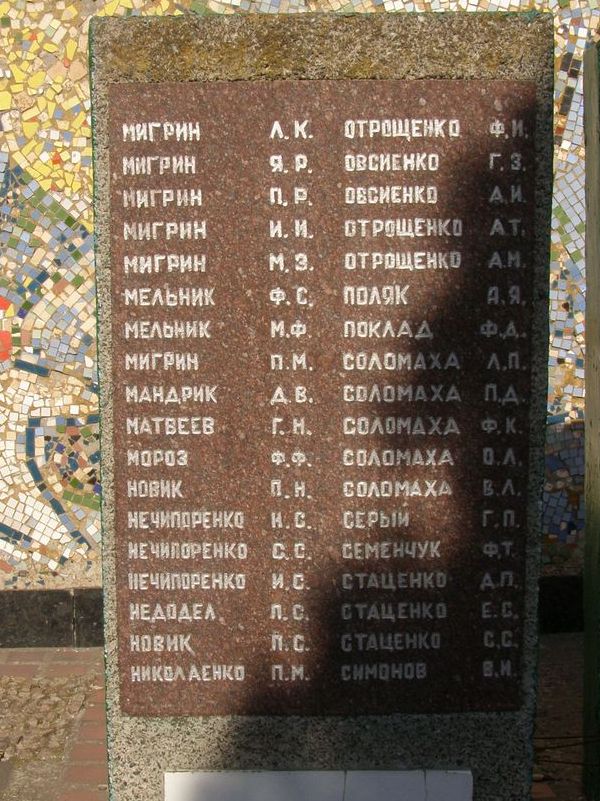 МИГРИН Л.К. ОТРОЩЕНКО Ф.И.
МИГРИН Я.Р. ОВСИЕНКО Г.З.
МИГРИН П.Р. ОВСИЕНКО А.И.
МИГРИН И.И. ОТРОЩЕНКО А.Т.
МИГРИН М.З. ОТРОЩЕНКО А.И.
МЕЛЬНИК Ф.С. ПОЛЯК А.Я.
МЕЛЬНИК М.Ф. ПОКЛАД Ф.Д.
МИГРИН П.М. СОЛОМАХА Л.П.
МАНДРИК Д.В. СОЛОМАХА П.Д.
МАТВЕЕВ Г.Н. СОЛОМАХА Ф.К.
МОРОЗ Ф.Ф. СОЛОМАХА О.Л.
НОВИК П.Н. СОЛОМАХА В.Л.
НЕЧИПОРЕНКО И.С. СЕРЫЙ Г.П.
НЕЧИПОРЕНКО С.С. СЕМЕНЧУК Ф.Т.
НЕЧИПОРЕНКО И.С. СТАЦЕНКО Д.П.
НЕДОДЕЛ П.С. СТАЦЕНКО Е.С.
НОВИК П.С. СТАЦЕНКО С.С.
НИКОЛАЕНКО П.М. СИМОНОВ В.И.